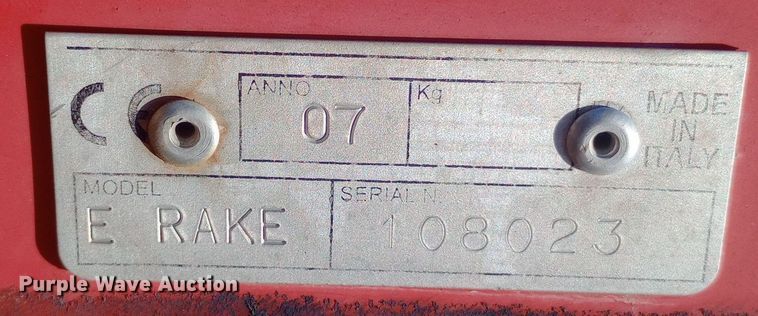 CE
ANNO
07
Kg
MADE
IN
ITALY
MODEL
E RAKE
SERIAL N.
108023
Purple Wave Auction